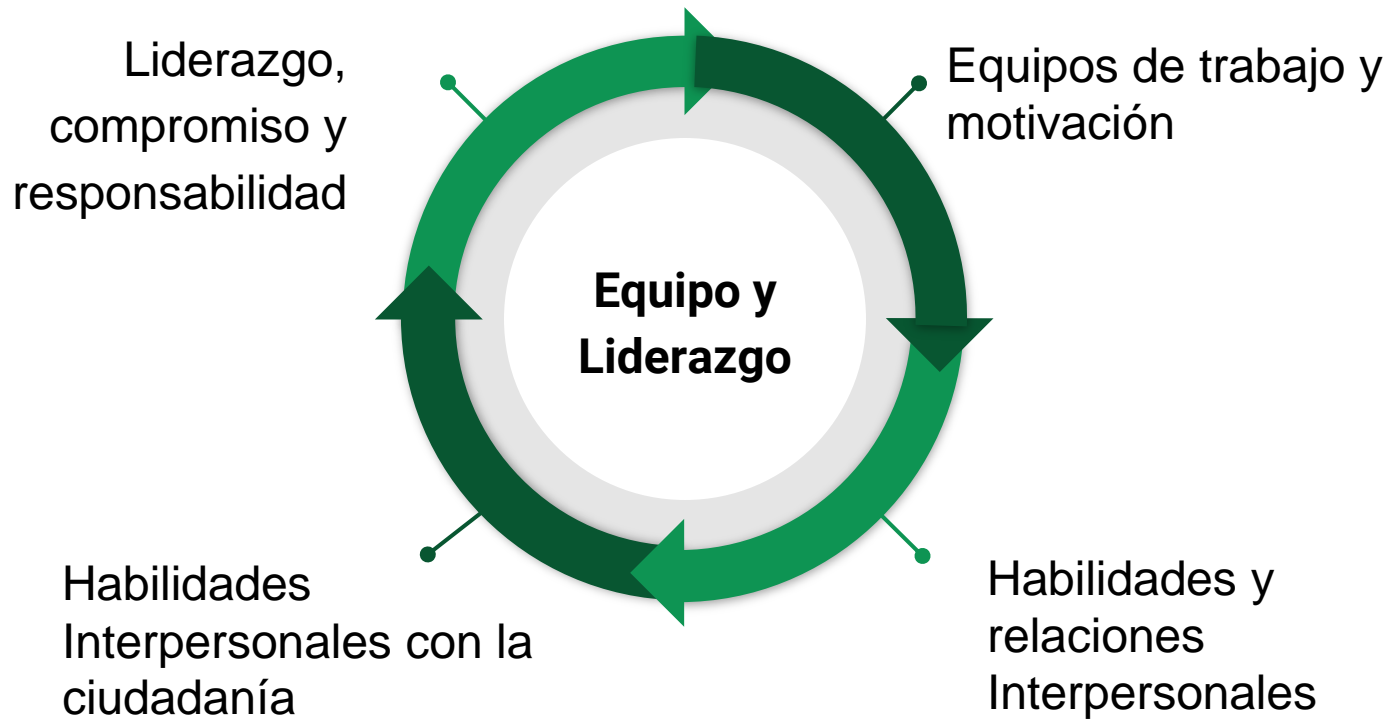 Liderazgo,
compromiso y
responsabilidad
Equipos de trabajo y
motivación
Equipo y
Liderazgo
Habilidades
Interpersonales con la
ciudadanía
Habilidades y
relaciones
Interpersonales